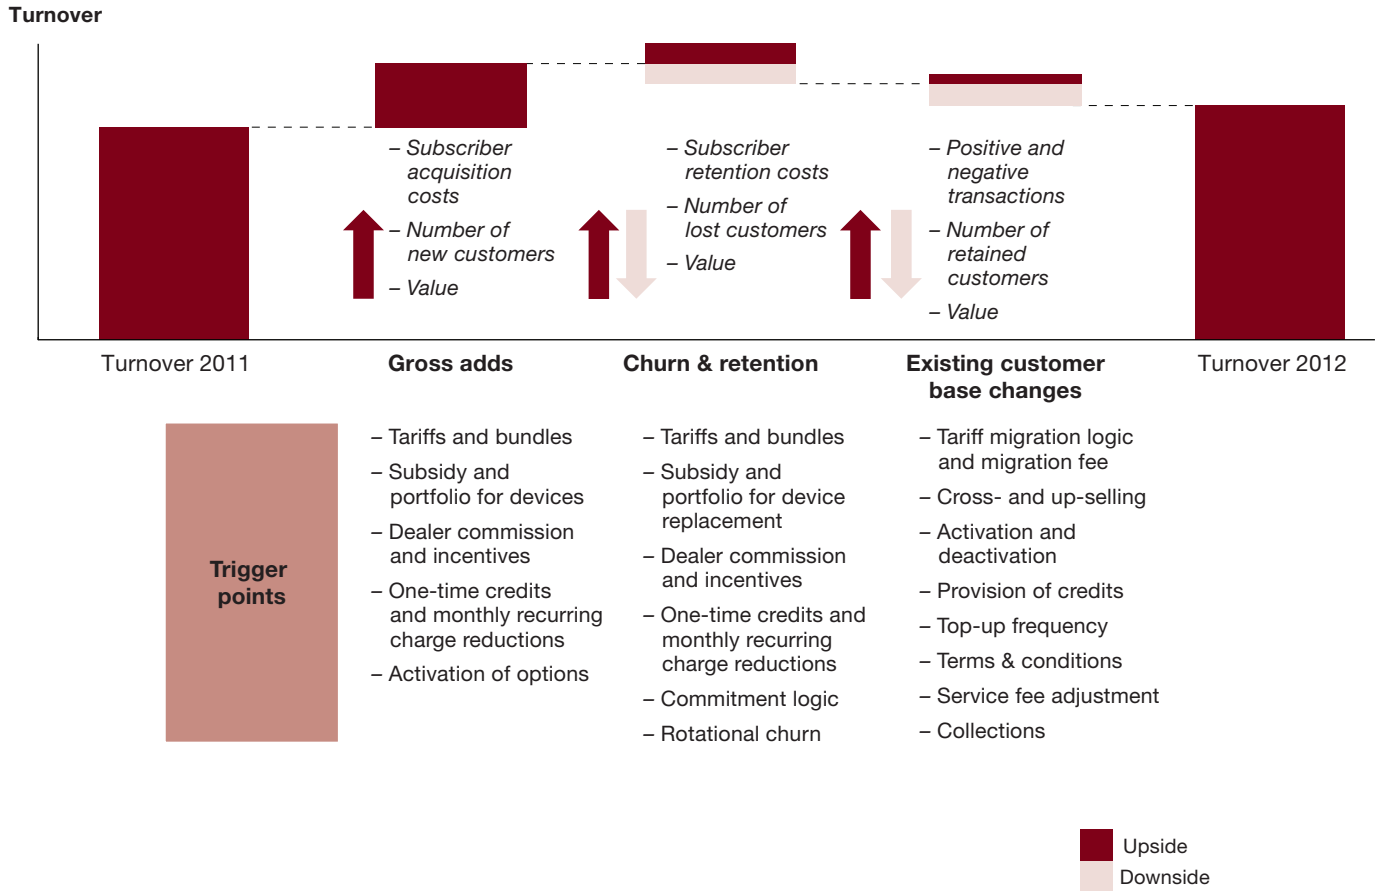 Turnover
– Subscriber
acquisition
costs
– Number of
new customers
– Value
– Subscriber
retention costs
– Number of
lost customers
– Value
– Positive and
negative
transactions
– Number of
retained
customers
– Value
Turnover 2011
Gross adds
Churn & retention
Existing customer
base changes
Turnover 2012
Trigger
points
– Tariffs and bundles
– Subsidy and
portfolio for devices
– Dealer commission
and incentives
– One-time credits
and monthly recurring
charge reductions
– Activation of options
– Tariffs and bundles
– Subsidy and
portfolio for device
replacement
– Dealer commission
and incentives
– One-time credits and
monthly recurring
charge reductions
– Commitment logic
– Rotational churn
– Tariff migration logic
and migration fee
– Cross- and up-selling
– Activation and
deactivation
– Provision of credits
– Top-up frequency
– Terms & conditions
– Service fee adjustment
– Collections
Upside
Downside